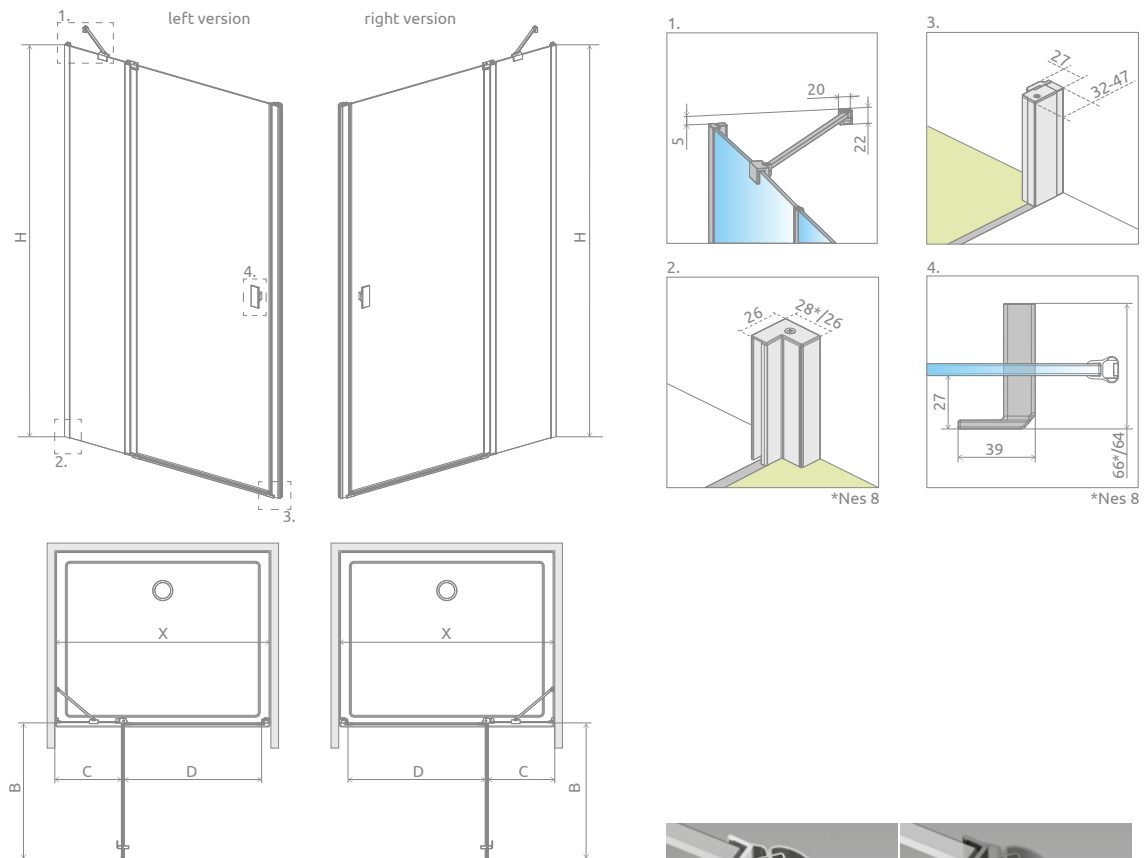 left version
right version
1.
H
4.
2.
3.
H
X
C
D
B
X
D
C
B
1.
20
5
22
3.
27
32-47
2.
26
28*/26
*Nes 8
4.
27
39
66*/64
*Nes 8